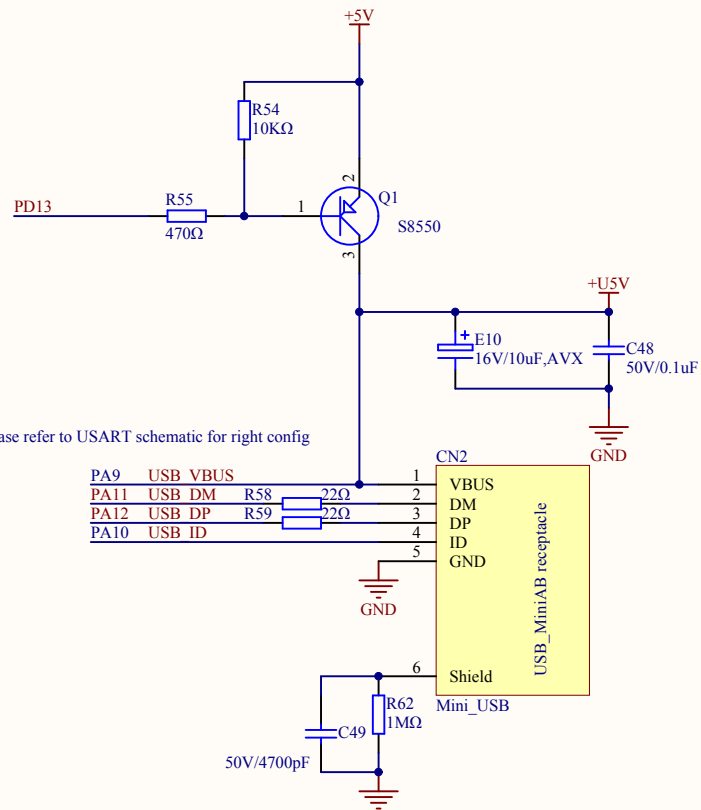 +5V
R54
10KΩ
2
Q1
R55
1
PD13
470Ω
S8550
3
+U5V
E10
16V/10uF,AVX
C48
50V/0.1uF
ase refer to USART schematic for right config
GND
CN2
PA9 USB_VBUS 1 VBUS
PA11 USB_DM R58 22Ω 2 DM
PA12 USB_DP R59 22Ω 3 DP
PA10 USB_ID 4 ID
5 GND
GND
USB_MiniAB receptacle
6 Shield
Mini_USB
R62
1MΩ
C49
50V/4700pF